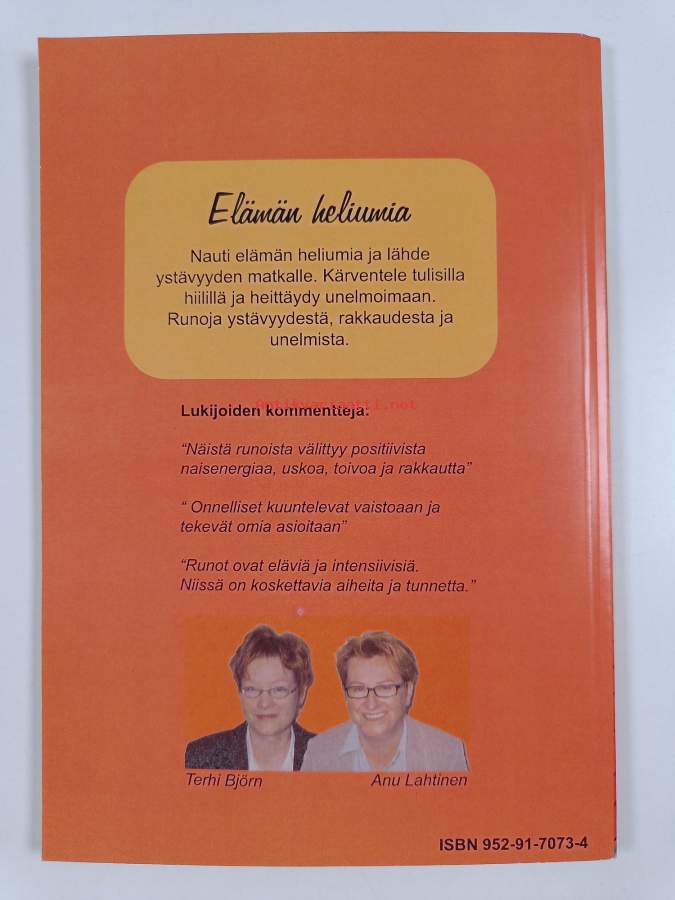 Elämän heliumia
Nauti elämän heliumia ja lähde
ystävyyden matkalle. Kärventele tulisilla
hiilillä ja heittäydy unelmoimaan.
Runoja ystävyydestä, rakkaudesta ja
unelmista.
Antikvariaatti.net
Lukijoiden kommentteja:
“Näistä runoista välittyy positiivista
naisenergiaa, uskoa, toivoa ja rakkautta”
“ Onnelliset kuuntelevat vaistoaan ja
tekevät omia asioitaan”
“Runot ovat eläviä ja intensiivisiä.
Niissä on koskettavia aiheita ja tunnetta.”
Terhi Björn Anu Lahtinen
ISBN 952-91-7073-4